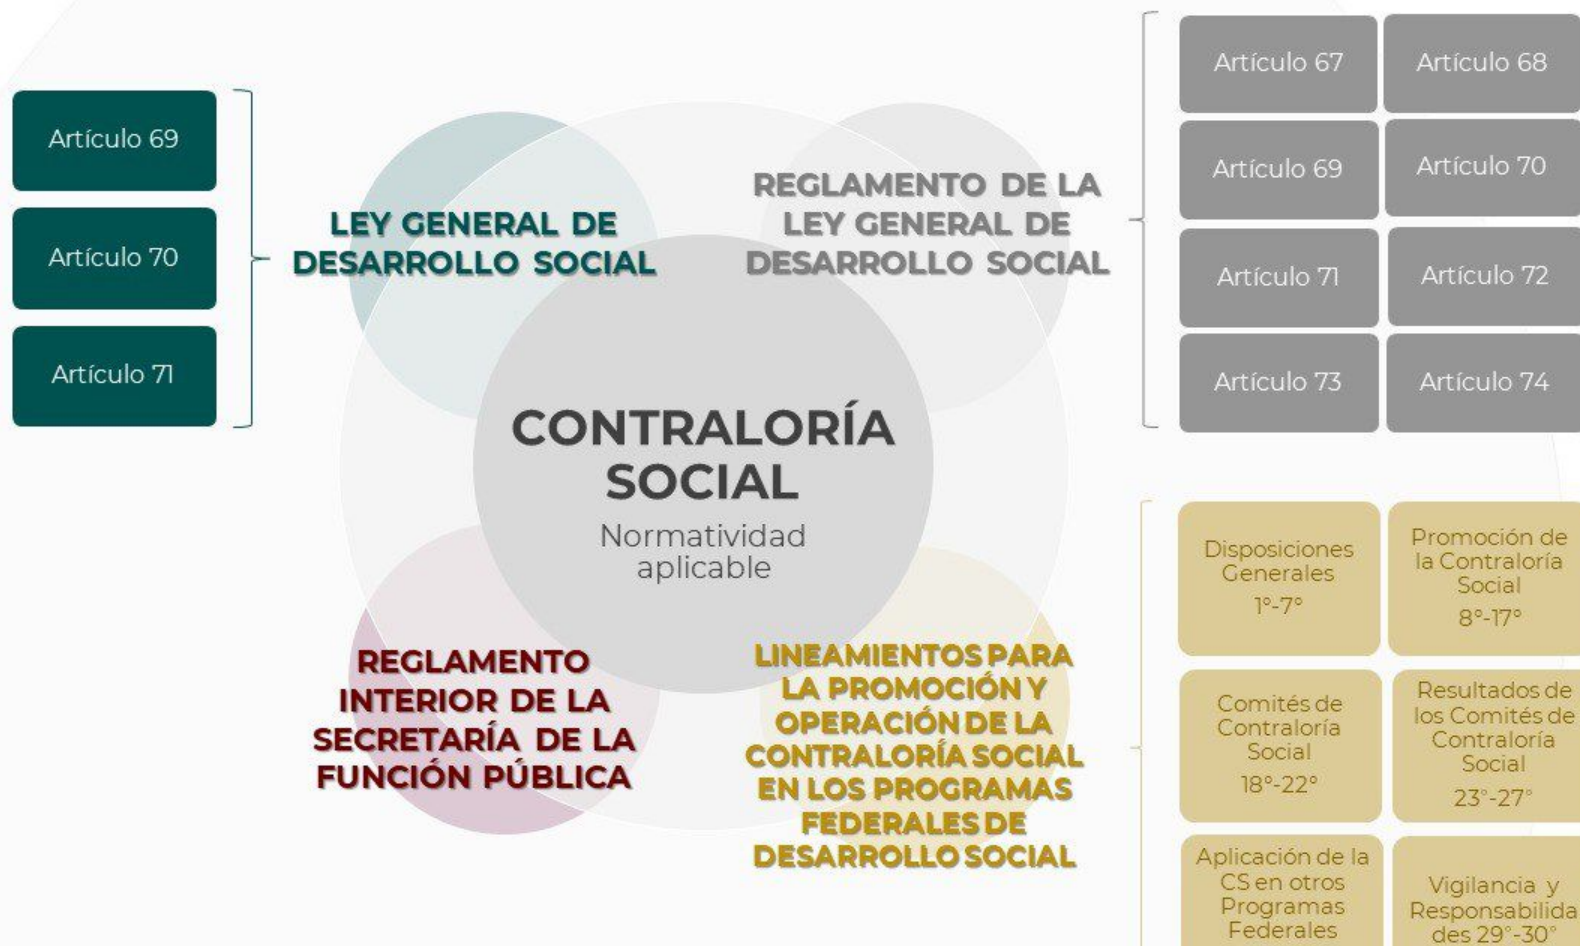 Artículo 69
Artículo 70
Artículo 71
LEY GENERAL DE
DESARROLLO SOCIAL
REGLAMENTO DE LA
LEY GENERAL DE
DESARROLLO SOCIAL
Artículo 67
Artículo 68
Artículo 69
Artículo 70
Artículo 71
Artículo 72
Artículo 73
Artículo 74
CONTRALORÍA
SOCIAL
Normatividad
aplicable
REGLAMENTO
INTERIOR DE LA
SECRETARÍA DE LA
FUNCIÓN PÚBLICA
LINEAMIENTOS PARA
LA PROMOCIÓN Y
OPERACIÓN DE LA
CONTRALORÍA SOCIAL
EN LOS PROGRAMAS
FEDERALES DE
DESARROLLO SOCIAL
Disposiciones
Generales
1°-7°
Promoción de
la Contraloría
Social
8°-17°
Comités de
Contraloría
Social
18°-22°
Resultados de
los Comités de
Contraloría
Social
23°-27°
Aplicación de la
CS en otros
Programas
Federales
Vigilancia y
Responsabilida
des 29°-30°